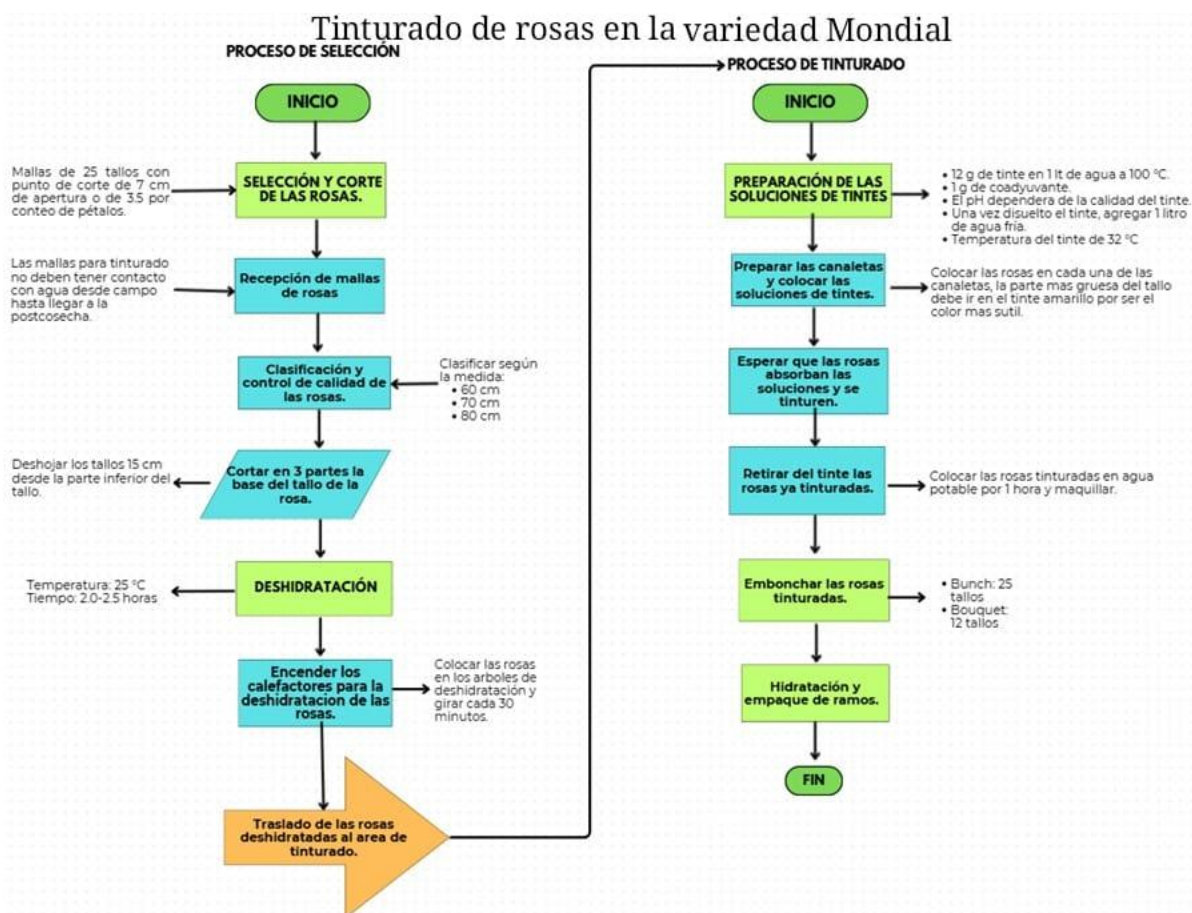 Tinturado de rosas en la variedad Mondial
PROCESO DE SELECCIÓN
INICIO
Mallas de 25 tallos con
punto de corte de 7 cm
de apertura o de 3.5 por
conteo de pétalos.
SELECCIÓN Y CORTE
DE LAS ROSAS.
Las mallas para tinturado
no deben tener contacto
con agua desde campo
hasta llegar a la
postcosecha.
Recepción de mallas
de rosas
Clasificación y
control de calidad de
las rosas.
Clasificar según
la medida:
• 60 cm
• 70 cm
• 80 cm
Deshojar los tallos 15 cm
desde la parte inferior del
tallo.
Cortar en 3 partes la
base del tallo de la
rosa.
DESHIDRATACIÓN
Temperatura: 25 °C
Tiempo: 2.0-2.5 horas
Encender los
calefactores para la
deshidratacion de las
rosas.
Colocar las rosas
en los arboles de
deshidratación y
girar cada 30
minutos.
Traslado de las rosas
deshidratadas al area de
tinturado.
PROCESO DE TINTURADO
INICIO
PREPARACIÓN DE LAS
SOLUCIONES DE TINTES
• 12 g de tinte en 1 lt de agua a 100 °C.
• 1 g de coadyuvante.
• El pH dependera de la calidad del tinte.
• Una vez disuelto el tinte, agregar 1 litro
de agua fría.
• Temperatura del tinte de 32 °C
Preparar las canaletas
y colocar las
soluciones de tintes.
Colocar las rosas en cada una de las
canaletas, la parte mas gruesa del tallo
debe ir en el tinte amarillo por ser el
color mas sutil.
Esperar que las rosas
absorban las
soluciones y se
tinturen.
Retirar del tinte las
rosas ya tinturadas.
Colocar las rosas tinturadas en agua
potable por 1 hora y maquillar.
Embonchar las rosas
tinturadas.
• Bunch: 25
tallos
• Bouquet:
12 tallos
Hidratación y
empaque de ramos.
FIN